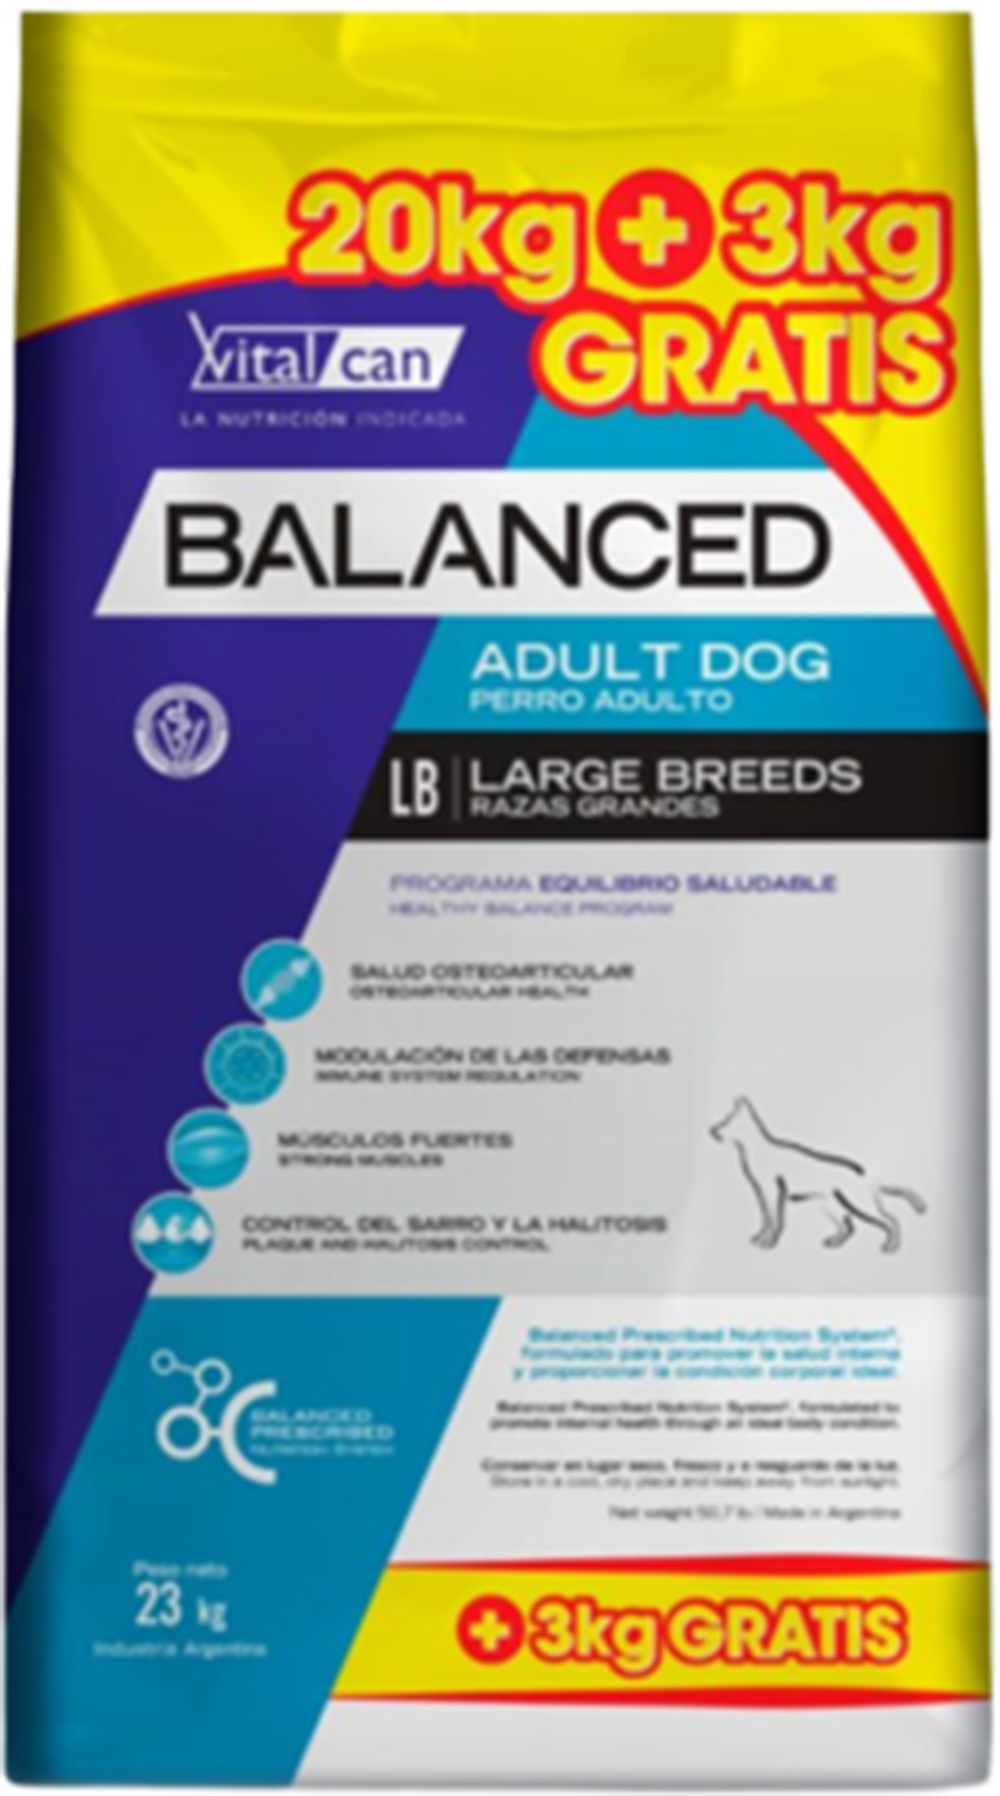 20kg + 3kg
GRATIS
vital can
LA NUTRICIÓN INDICADA
BALANCED
ADULT DOG
PERRO ADULTO
LB | LARGE BREEDS
RAZAS GRANDES
PROGRAMA EQUILIBRIO SALUDABLE
HEALTHY BALANCE PROGRAM
SALUD OSTEOARTICULAR
OSTEOARTICULAR HEALTH
MODULACIÓN DE LAS DEFENSAS
IMMUNE SYSTEM REGULATION
MÚSCULOS FUERTES
STRONG MUSCLES
CONTROL DEL SARRO Y LA HALITOSIS
PLAQUE AND HALITOSIS CONTROL
BALANCED
PRESCRIBED
NUTRITION SYSTEM
Balanced Prescribed Nutrition System®,
formulado para promover la salud interna
y proporcionar la condición corporal ideal.
Balanced Prescribed Nutrition System®, formulated to
promote internal health through an ideal body condition.
Conservar en lugar seco, fresco y a resguardo de la luz.
Store in a cool, dry place and keep away from sunlight.
Net weight 50,7 lb / Made in Argentina
Peso neto
23 kg
Industria Argentina
+ 3kg GRATIS